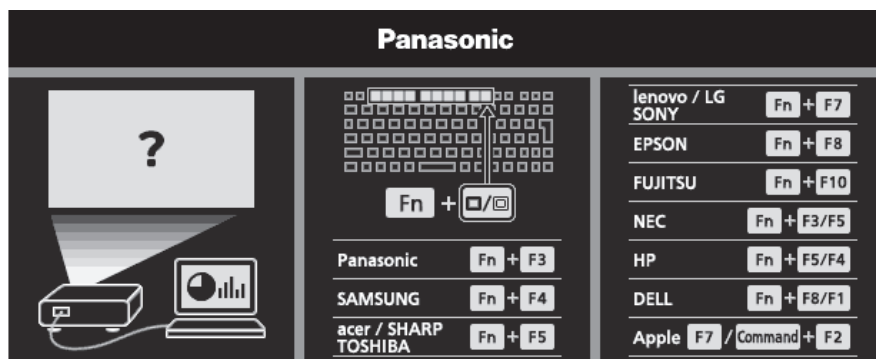 Panasonic
?
Fn + □/回
Panasonic Fn + F3
SAMSUNG Fn + F4
acer / SHARP
TOSHIBA Fn + F5
lenovo / LG
SONY Fn + F7
EPSON Fn + F8
FUJITSU Fn + F10
NEC Fn + F3/F5
HP Fn + F5/F4
DELL Fn + F8/F1
Apple F7 / Command + F2